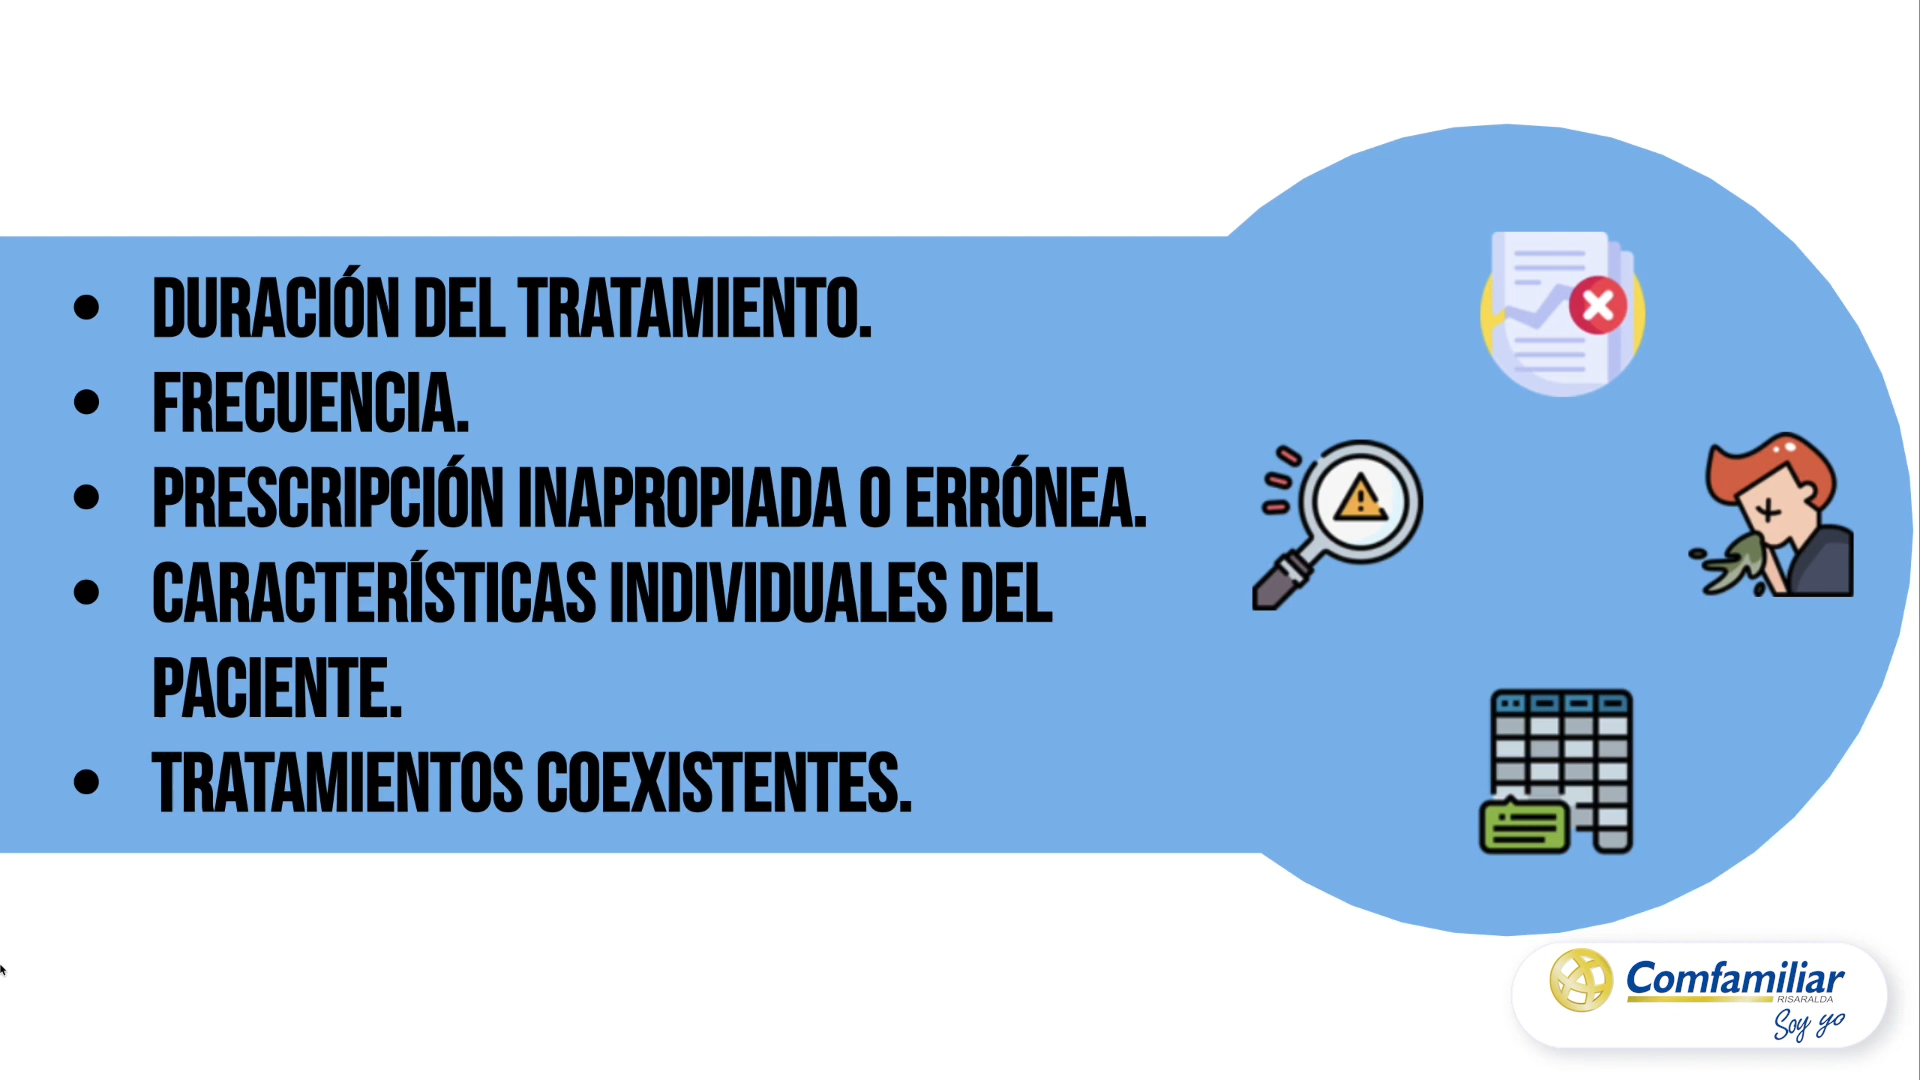 • DURACIÓN DEL TRATAMIENTO.
• FRECUENCIA.
• PRESCRIPCIÓN INAPROPIADA O ERRÓNEA.
• CARACTERÍSTICAS INDIVIDUALES DEL
PACIENTE.
• TRATAMIENTOS COEXISTENTES.
Comfamiliar
RISARALDA
Soy yo